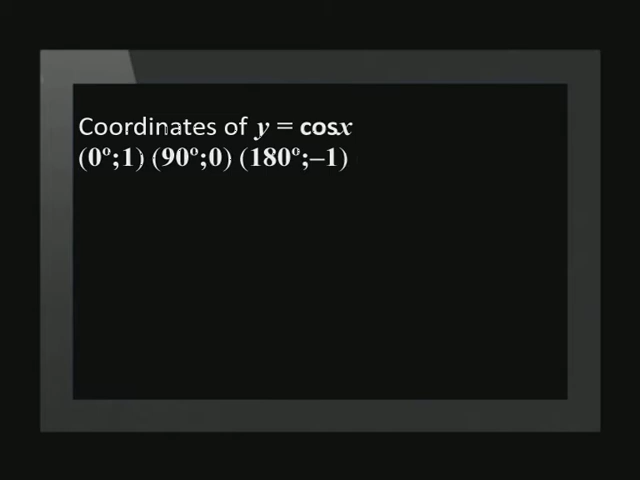 Coordinates of y = cosx
(0º;1) (90º;0) (180º;–1)